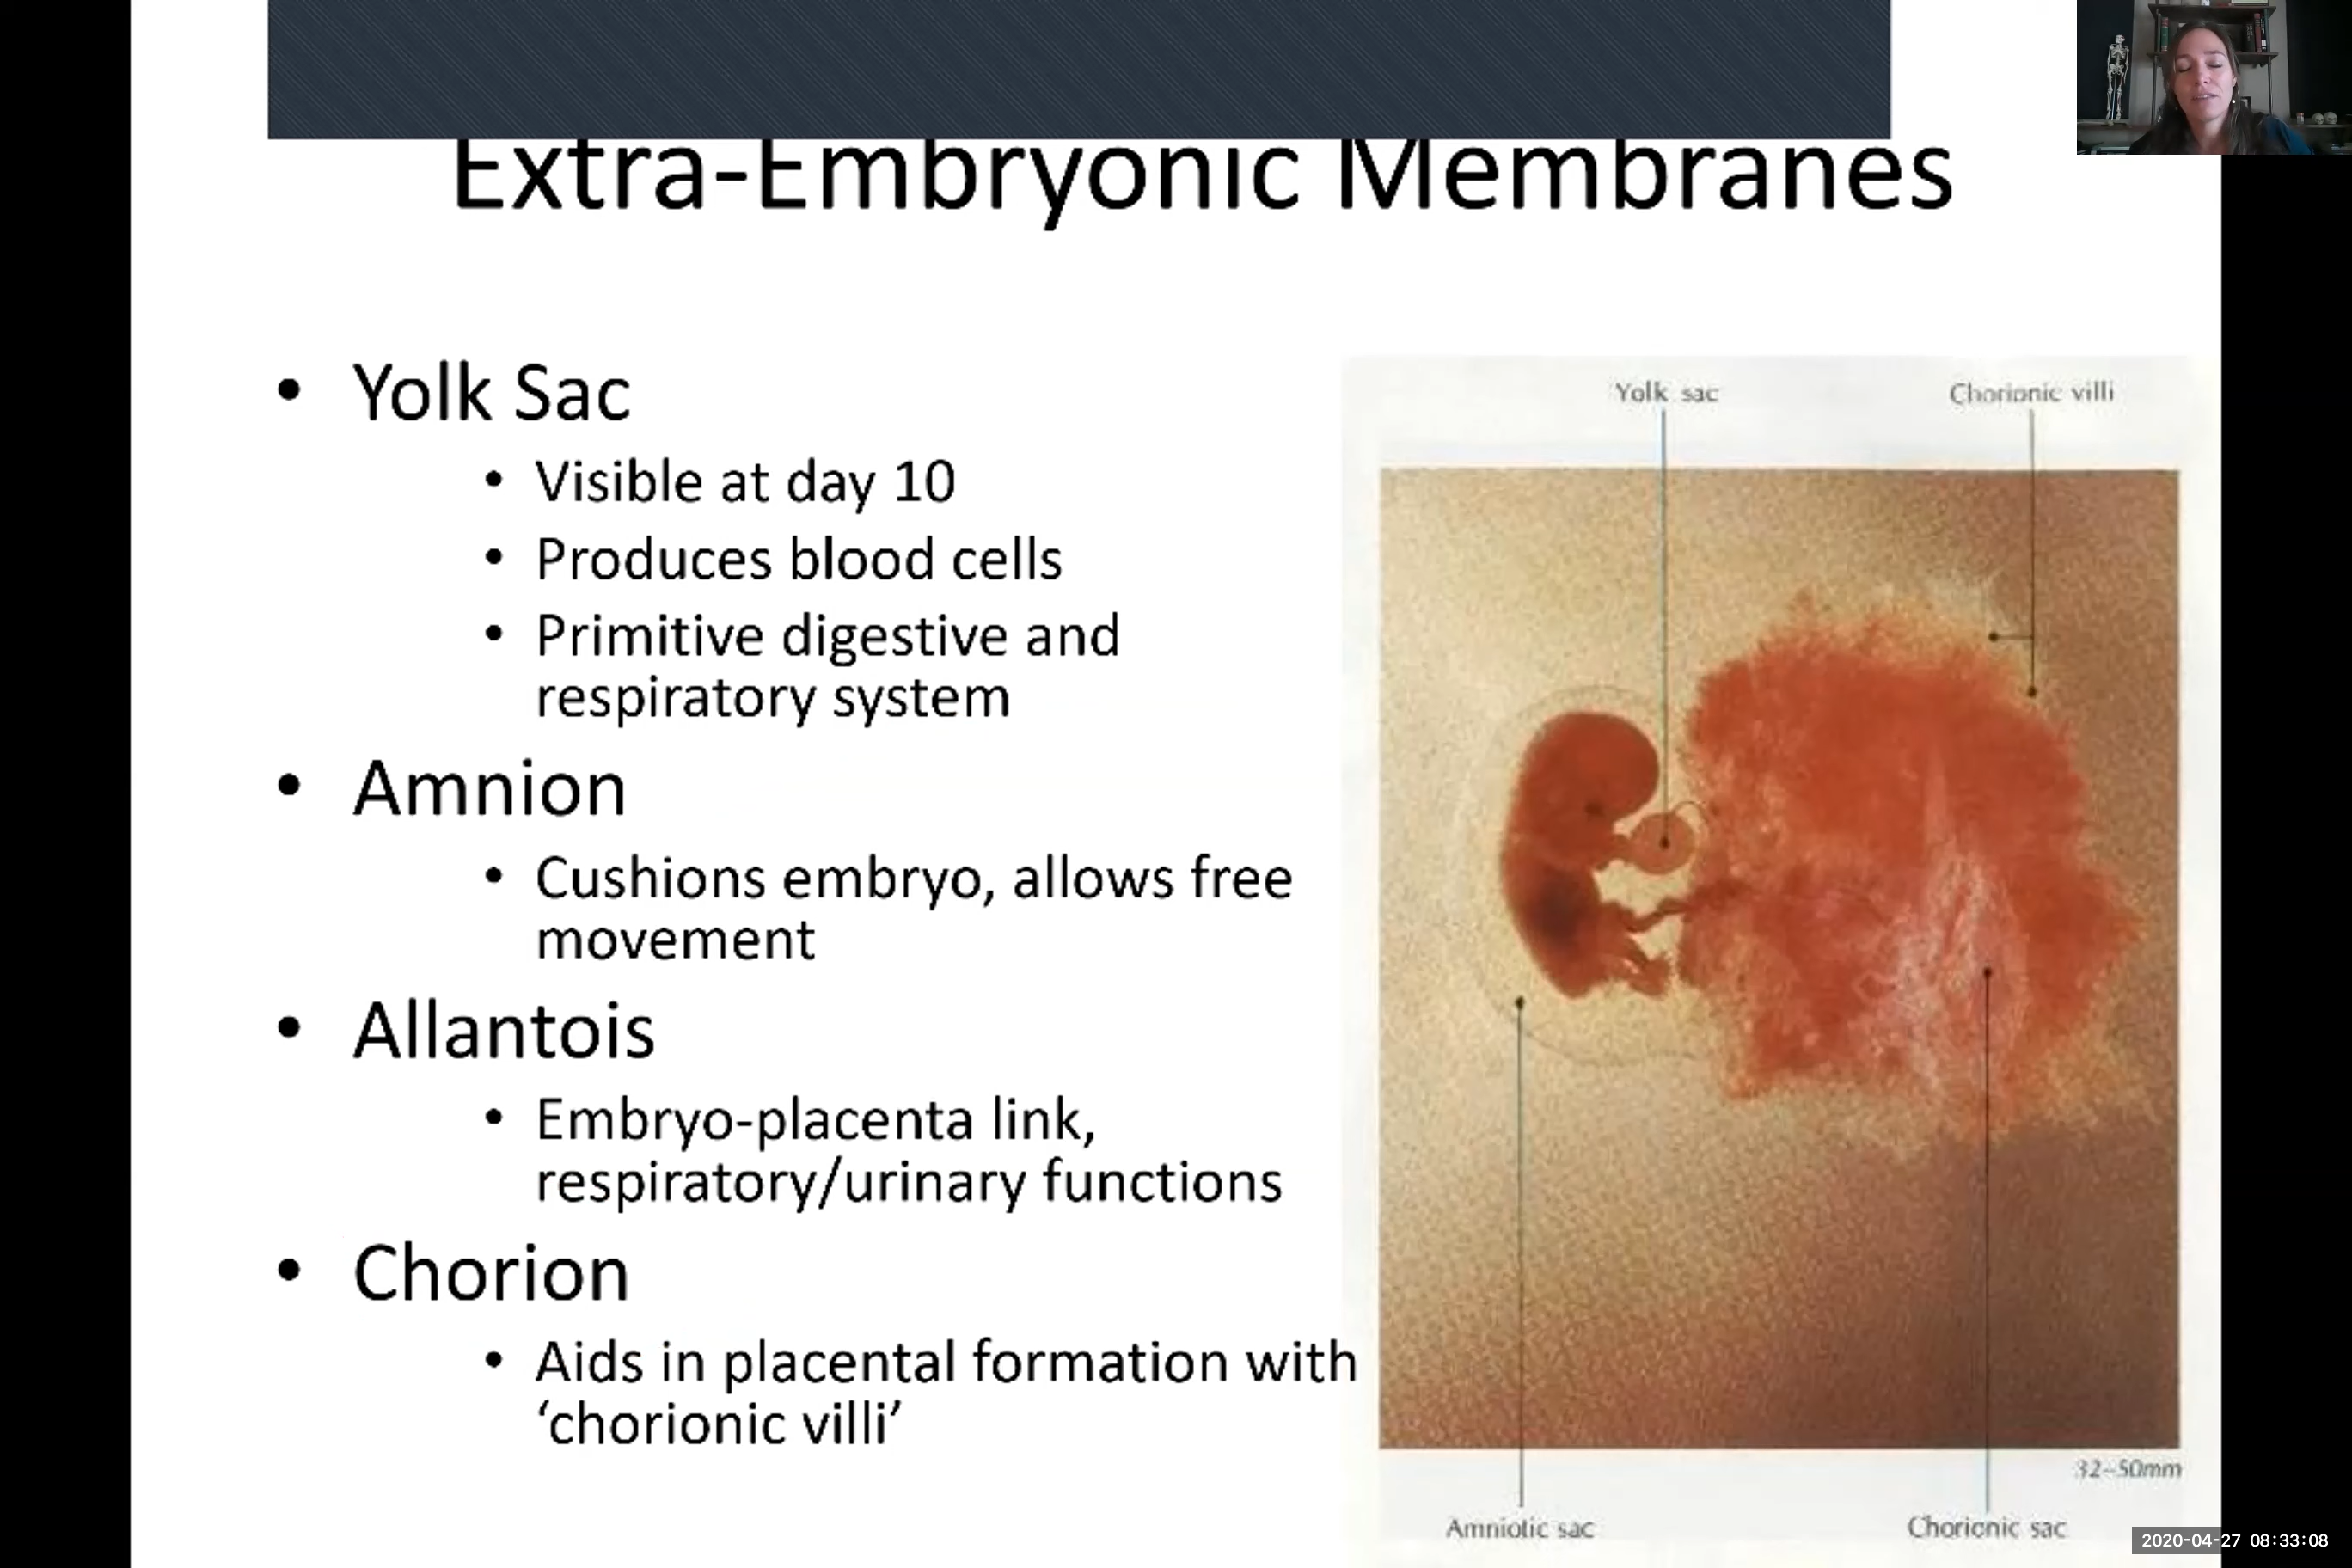 Extra-Embryonic Membranes
• Yolk Sac
• Visible at day 10
• Produces blood cells
• Primitive digestive and
respiratory system
• Amnion
• Cushions embryo, allows free
movement
• Allantois
• Embryo-placenta link,
respiratory/urinary functions
• Chorion
• Aids in placental formation with
‘chorionic villi’
Yolk sac
Chorionic villi
32–50mm
Amniotic sac
Chorionic sac
2020-04-27 08:33:08